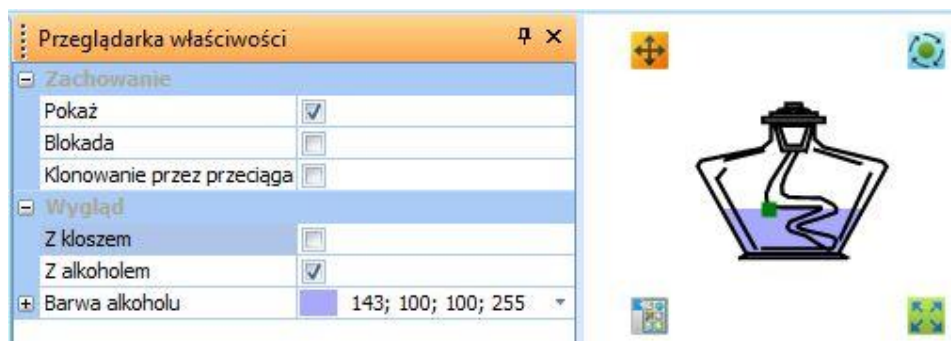 Przeglądarka właściwości
Zachowanie
Pokaż
Blokada
Klonowanie przez przeciąga
Wygląd
Z kloszem
Z alkoholem
Barwa alkoholu 143; 100; 100; 255